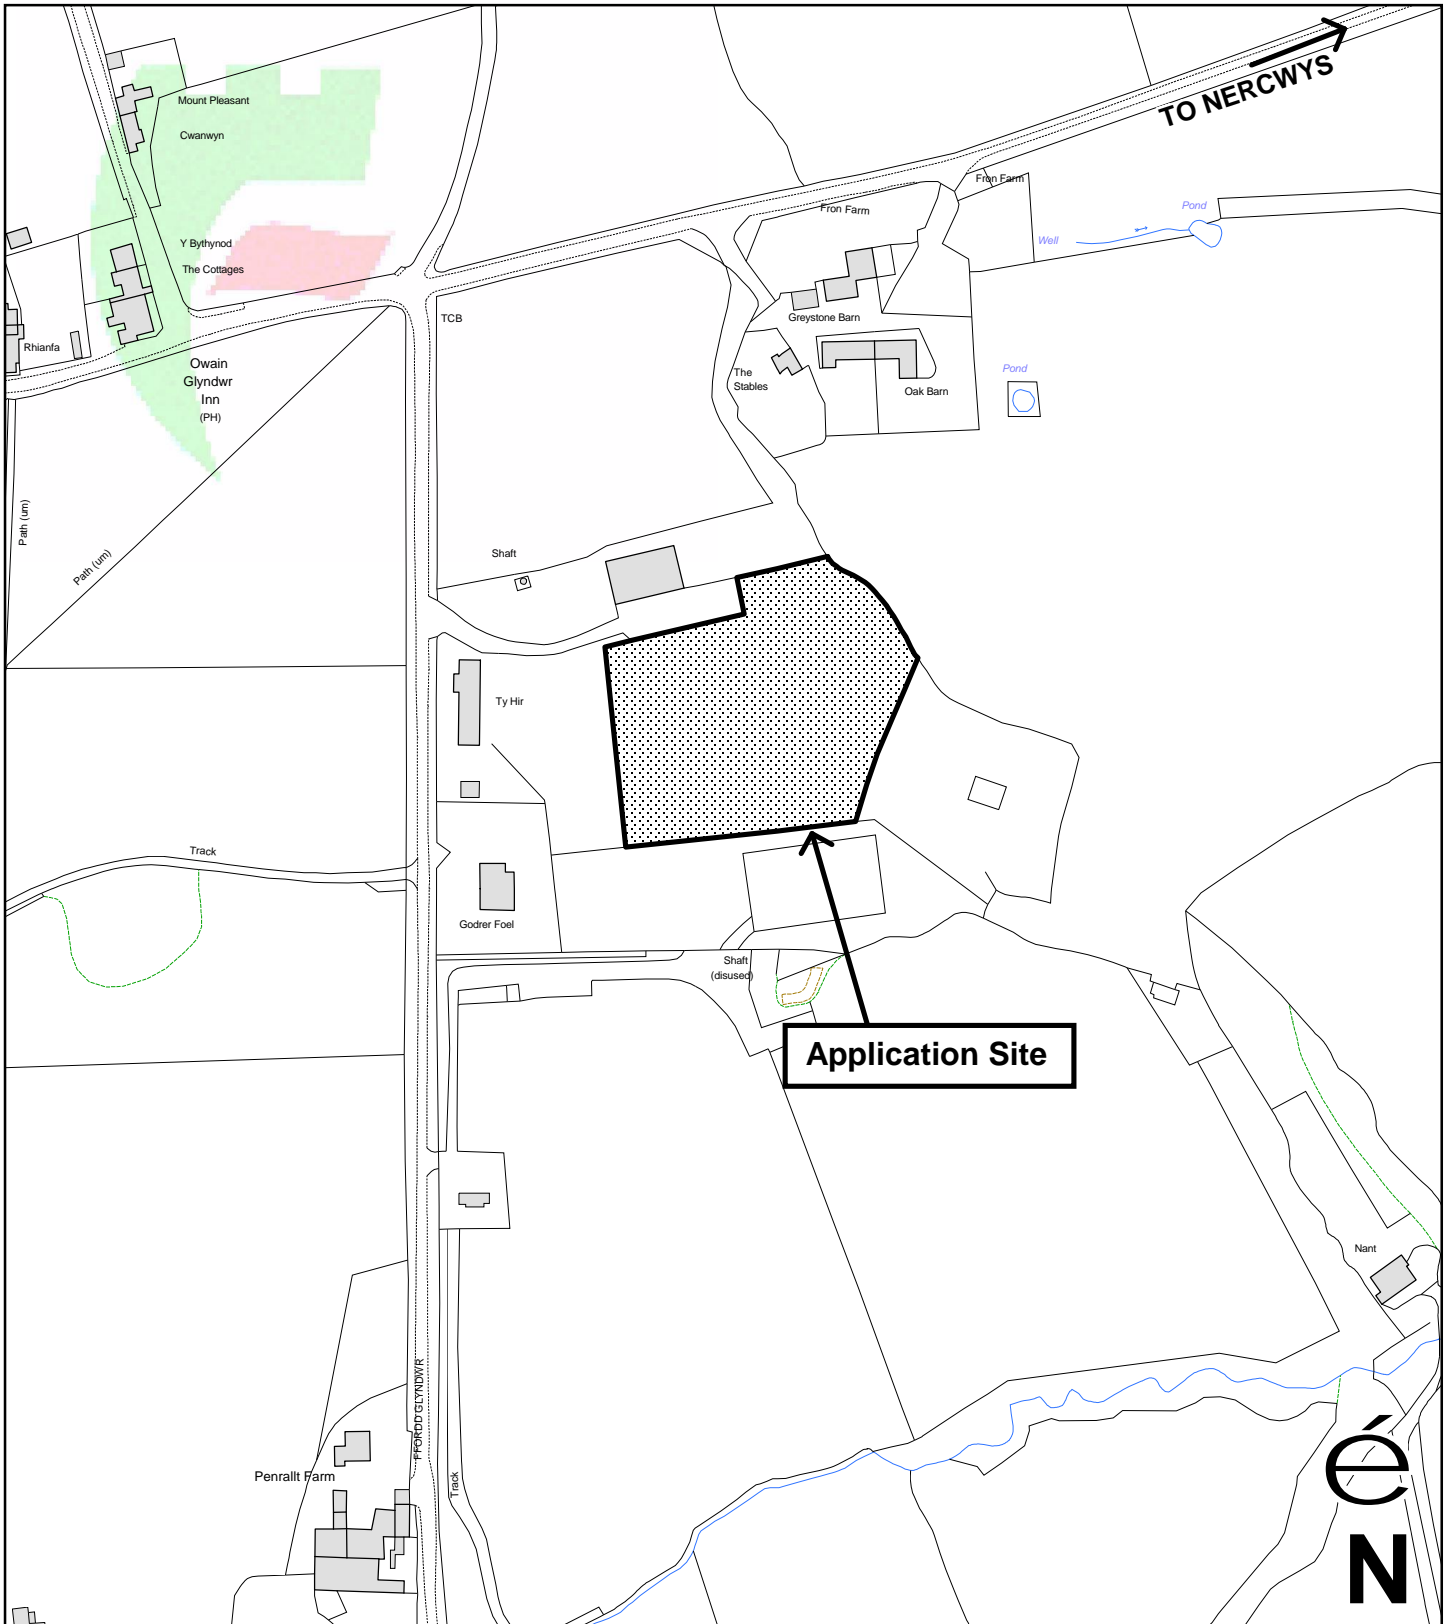 TO NERCWYS
Mount Pleasant
Cwanwyn
Fron Farm
Fron Farm
Pond
Well
Y Bythynod
The Cottages
TCB
Greystone Barn
Rhianfa
Owain
Glyndwr
Inn
(PH)
The
Stables
Pond
Oak Barn
Path (um)
Path (um)
Shaft
Ty Hir
Track
Godrer Foel
Shaft
(disused)
Application Site
Nant
FFORDD GLYNDWR
Penrallt Farm
Track
é
N